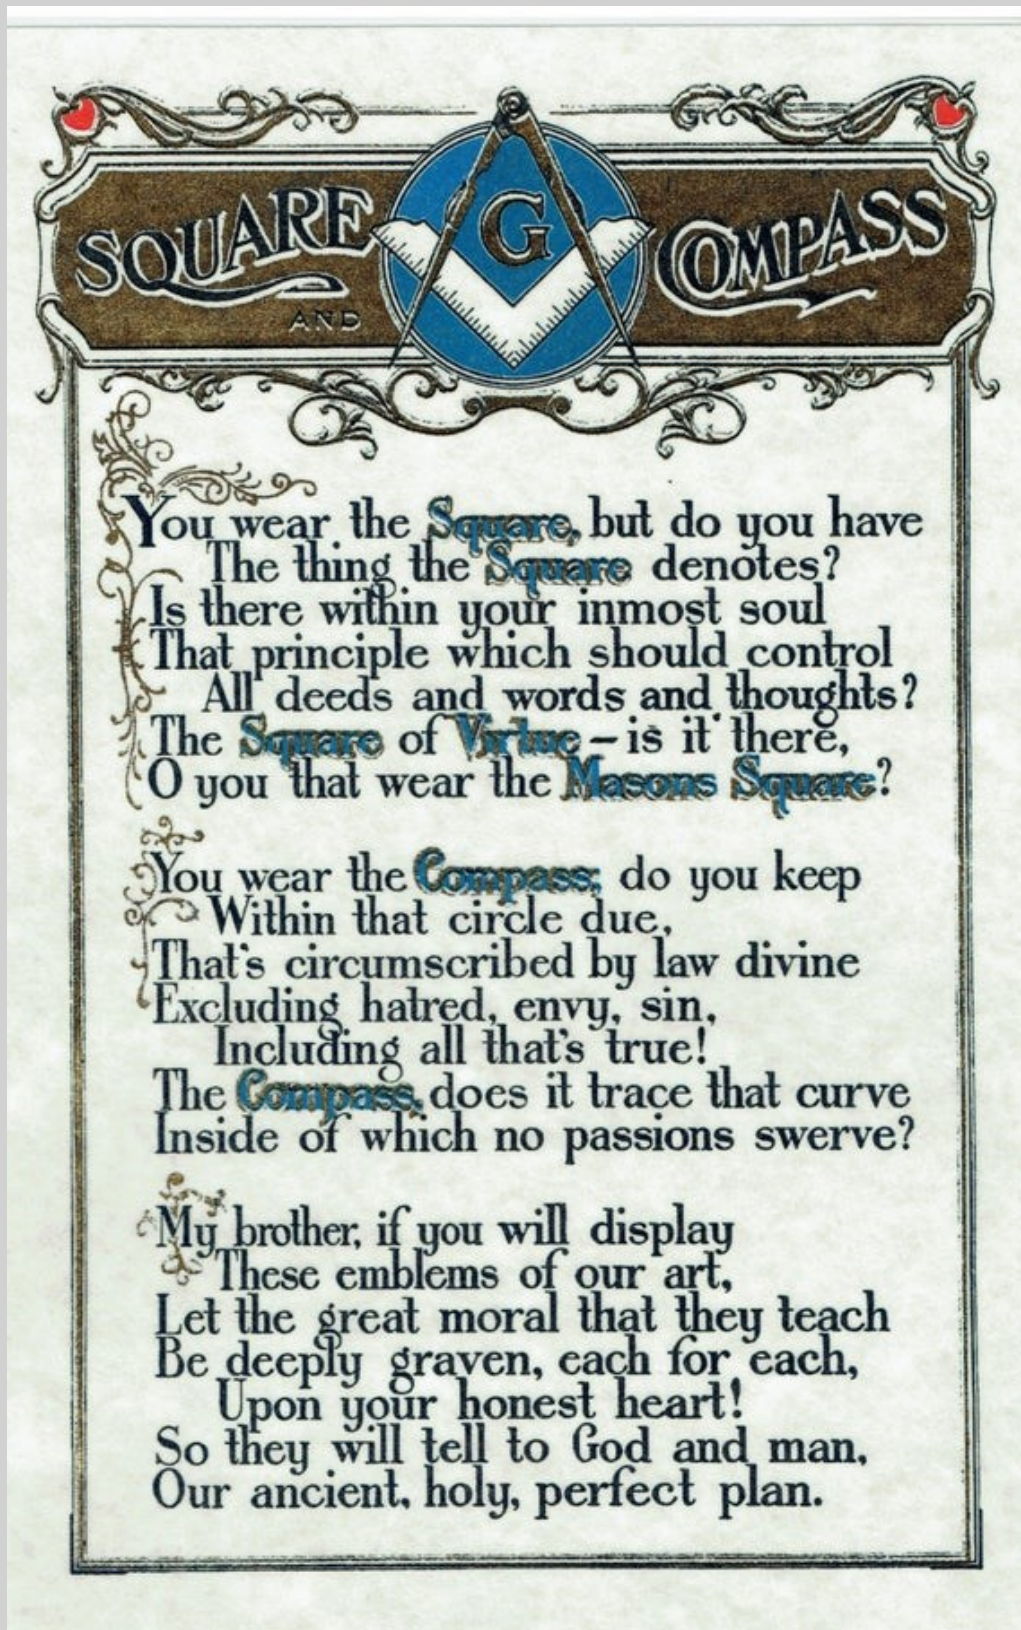 SQUARE
AND
G
COMPASS
You wear the Square, but do you have
The thing the Square denotes?
Is there within your inmost soul
That principle which should control
All deeds and words and thoughts?
The Square of Virtue – is it there,
O you that wear the Masons Square?
You wear the Compass; do you keep
Within that circle due,
That's circumscribed by law divine
Excluding hatred, envy, sin,
Including all that's true!
The Compass, does it trace that curve
Inside of which no passions swerve?
My brother, if you will display
These emblems of our art,
Let the great moral that they teach
Be deeply graven, each for each,
Upon your honest heart!
So they will tell to God and man,
Our ancient, holy, perfect plan.